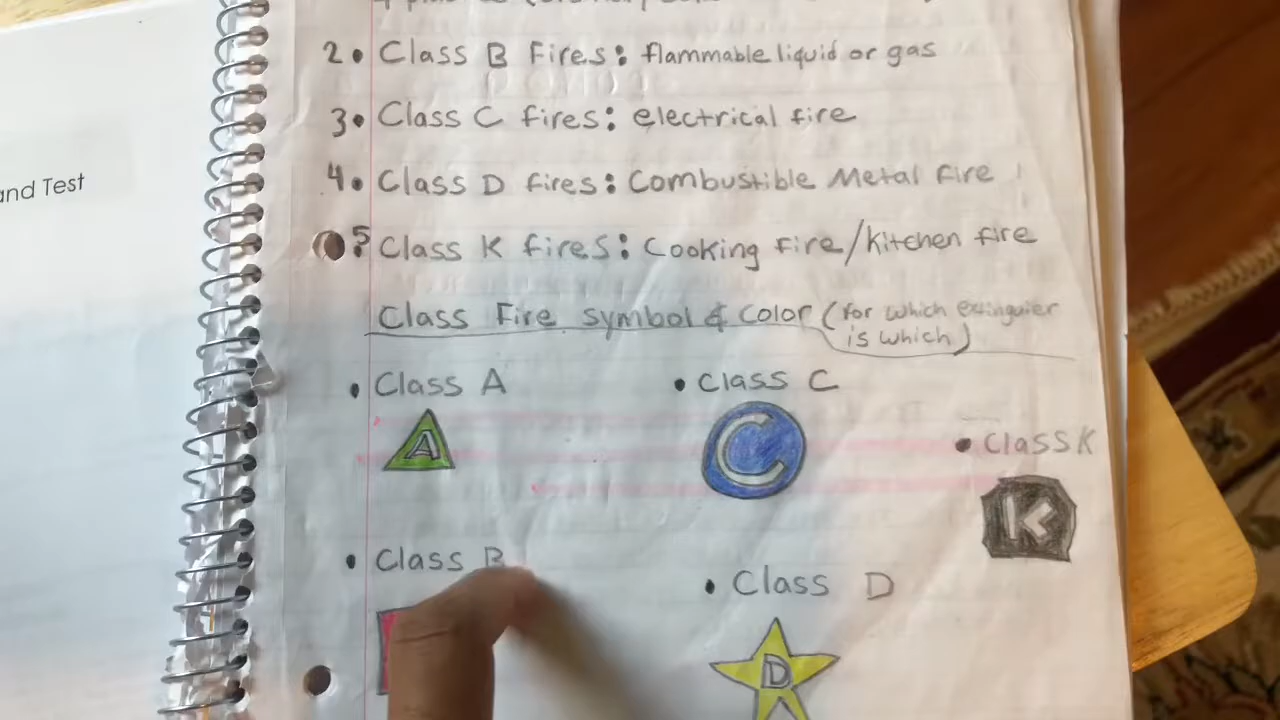 and Test
2. Class B Fires: flammable liquid or gas
3. Class C fires: electrical fire
4. Class D fires: Combustible Metal Fire
5. Class K fires: Cooking fire/kitchen fire
Class Fire symbol & color (for which exinguier
is which)
• Class A
A
• Class C
C
• Class K
K
• Class B
• Class D
D